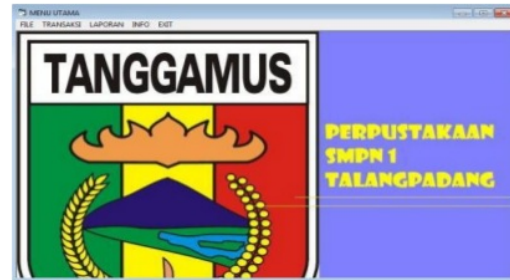 MENU UTAMA
FILE TRANSAKSI LAPORAN INFO EXIT
TANGGAMUS
PERPUSTAKAAN
SMPN 1
TALANGPADANG